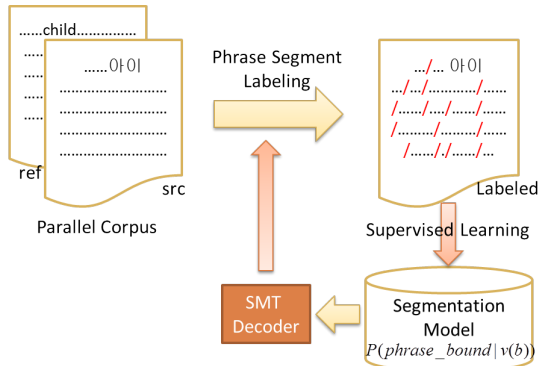 ......child................
......아이
ref
src
Parallel Corpus
Phrase Segment
Labeling
.../... 아이
.../.../............/......
....../....../.../....../...
........./....../........./...
/....../../....../...
Labeled
Supervised Learning
SMT
Decoder
Segmentation
Model
P(phrase_bound|v(b))